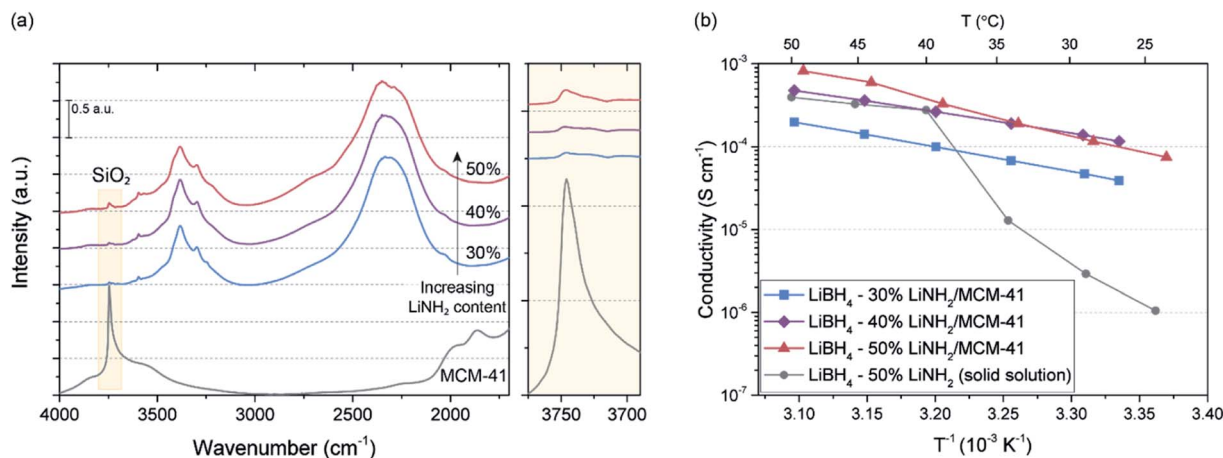 (a)
0.5 a.u.
SiO₂
50%
40%
30%
Increasing
LiNH₂ content
MCM-41
Intensity (a.u.)
4000 3500 3000 2500 2000
3750 3700
Wavenumber (cm⁻¹)
(b)
T (°C)
50 45 40 35 30 25
10⁻³
10⁻⁴
10⁻⁵
10⁻⁶
10⁻⁷
Conductivity (S cm⁻¹)
LiBH₄ - 30% LiNH₂/MCM-41
LiBH₄ - 40% LiNH₂/MCM-41
LiBH₄ - 50% LiNH₂/MCM-41
LiBH₄ - 50% LiNH₂ (solid solution)
3.10 3.15 3.20 3.25 3.30 3.35 3.40
T⁻¹ (10⁻³ K⁻¹)